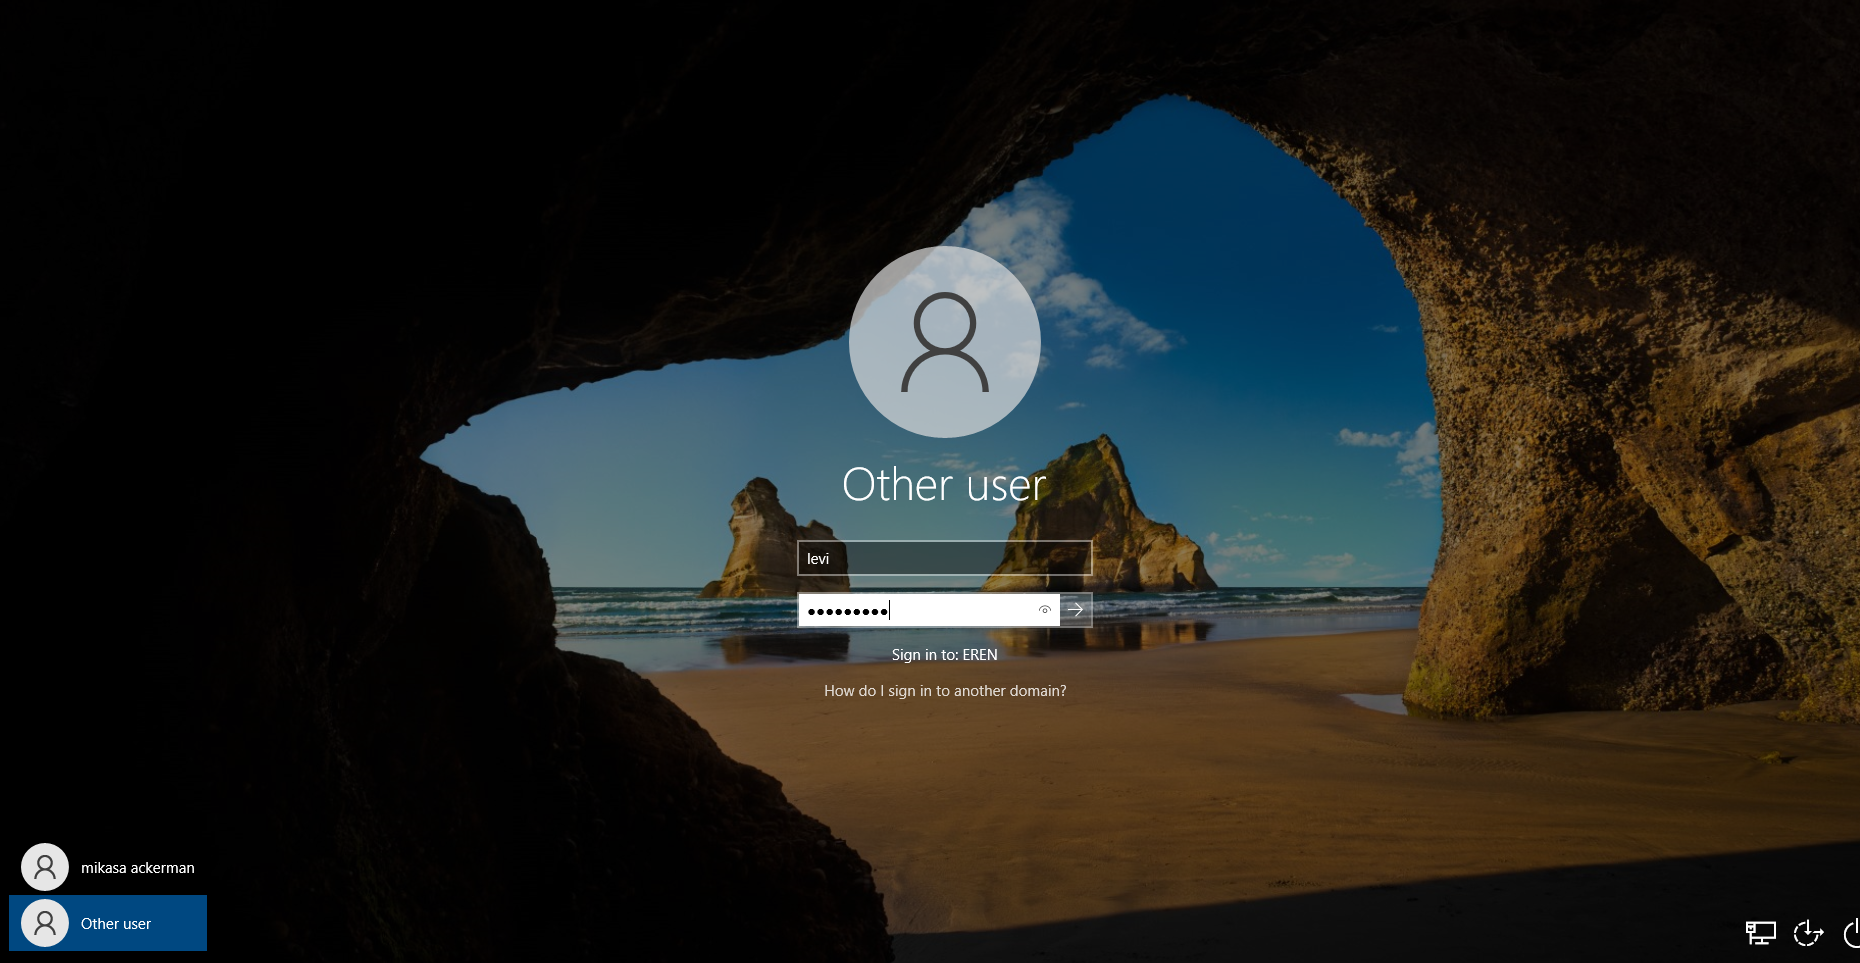 Other user
levi
●●●●●●●●●
Sign in to: EREN
How do I sign in to another domain?
mikasa ackerman
Other user